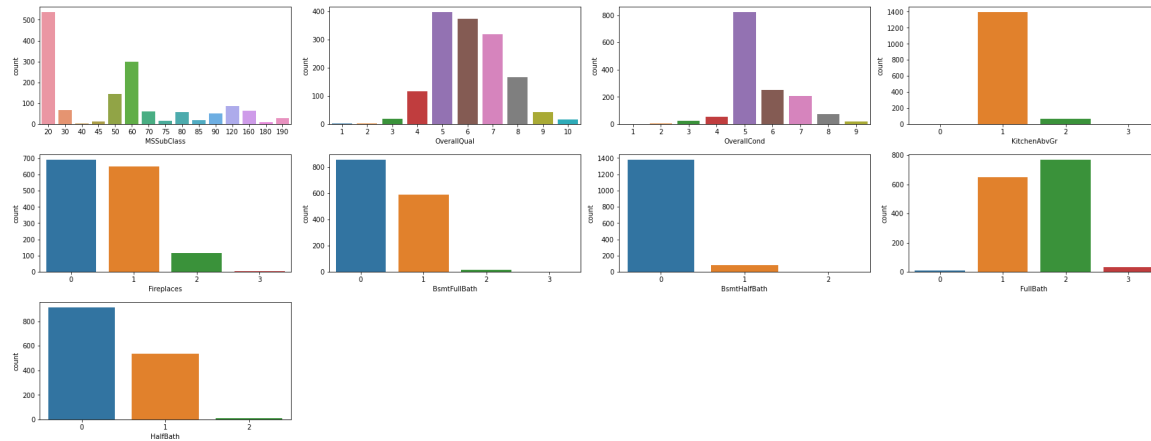 500
400
300
200
100
0
count
20 30 40 45 50 60 70 75 80 85 90 120 160 180 190
MSSubClass
400
300
200
100
0
count
1 2 3 4 5 6 7 8 9 10
OverallQual
800
600
400
200
0
count
1 2 3 4 5 6 7 8 9
OverallCond
1400
1200
1000
800
600
400
200
0
count
0 1 2 3
KitchenAbvGr
700
600
500
400
300
200
100
0
count
0 1 2 3
Fireplaces
800
600
400
200
0
count
0 1 2 3
BsmtFullBath
1400
1200
1000
800
600
400
200
0
count
0 1 2
BsmtHalfBath
800
600
400
200
0
count
0 1 2 3
FullBath
800
600
400
200
0
count
0 1 2
HalfBath